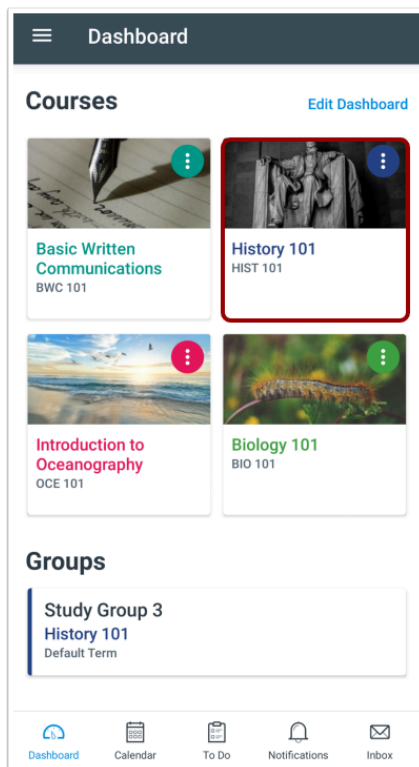 Dashboard
Courses
Edit Dashboard
Basic Written
Communications
BWC 101
History 101
HIST 101
Introduction to
Oceanography
OCE 101
Biology 101
BIO 101
Groups
Study Group 3
History 101
Default Term
Dashboard
Calendar
To Do
Notifications
Inbox